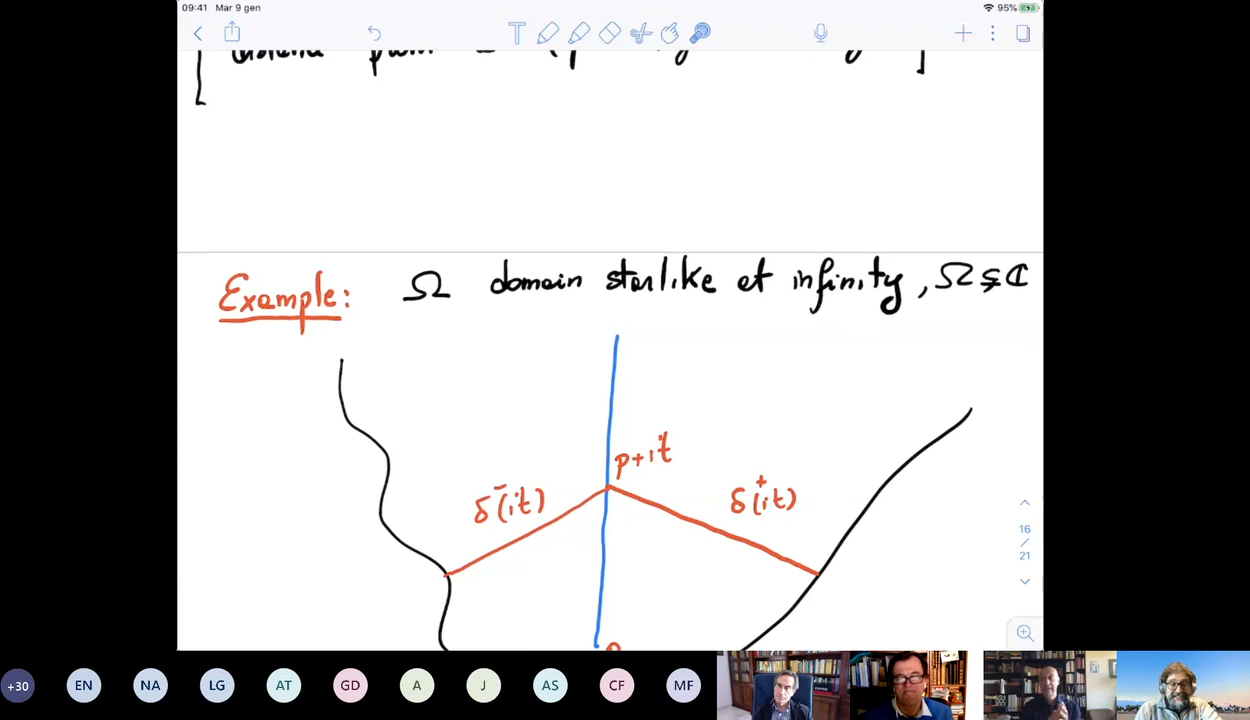 09:41 Mar 9 gen
95%
Example: Ω domain starlike at infinity, Ω⫋ℂ
p+it
δ⁻(it)
δ⁺(it)
16
/
21
p
+30 EN NA LG AT GD A J AS CF MF